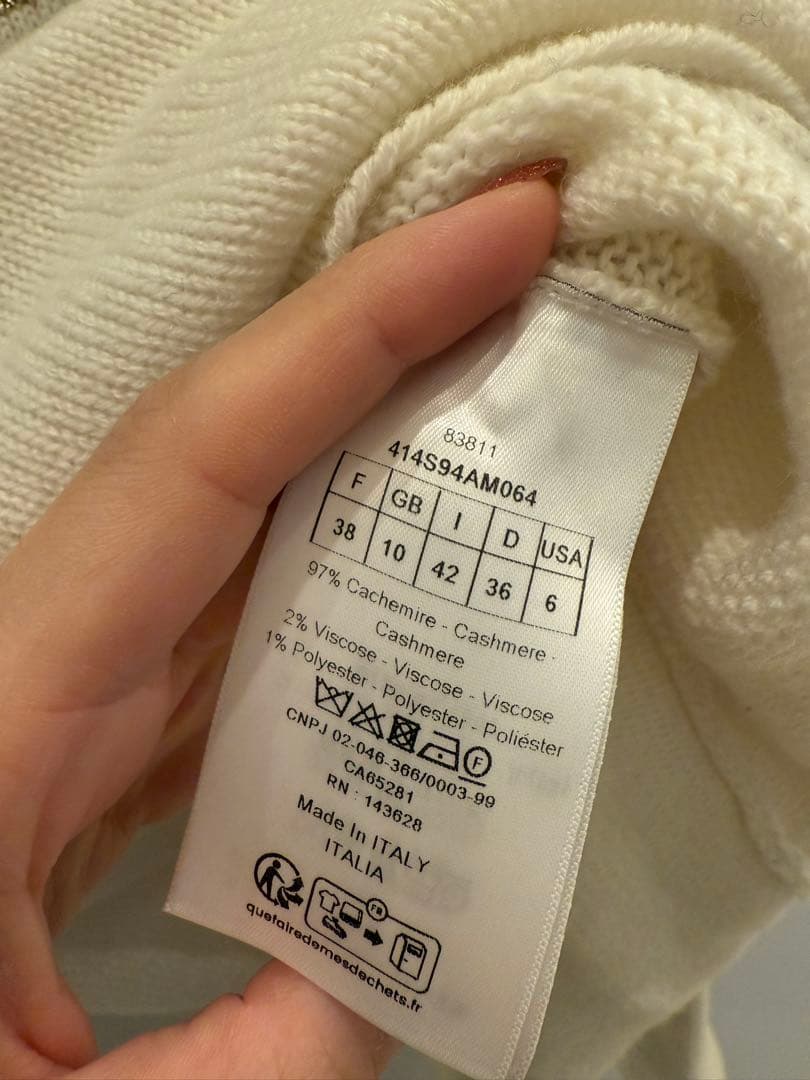 83811
414S94AM064
F GB I D USA
38 10 42 36 6
97% Cachemire - Cashmere -
Cashmere
2% Viscose - Viscose - Viscose
1% Polyester - Polyester - Poliéster
F
CNPJ 02-046-366/0003-99
CA65281
RN : 143628
Made In ITALY
ITALIA
FR
quefairedemesdechets.fr